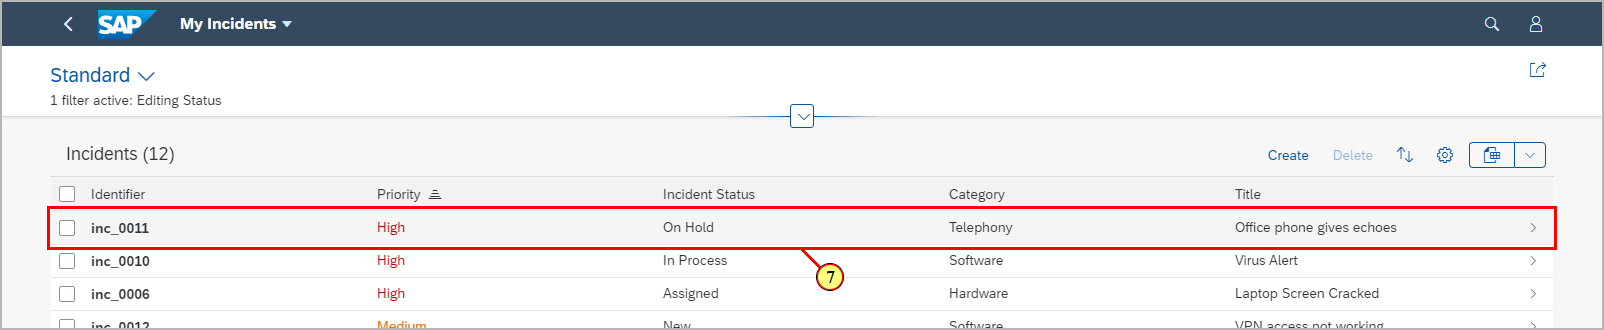 SAP My Incidents
Standard
1 filter active: Editing Status
Incidents (12) Create Delete
Identifier Priority Incident Status Category Title
inc_0011 High On Hold Telephony Office phone gives echoes
inc_0010 High In Process Software Virus Alert
7
inc_0006 High Assigned Hardware Laptop Screen Cracked
inc_0012 Medium New Software VPN access not working